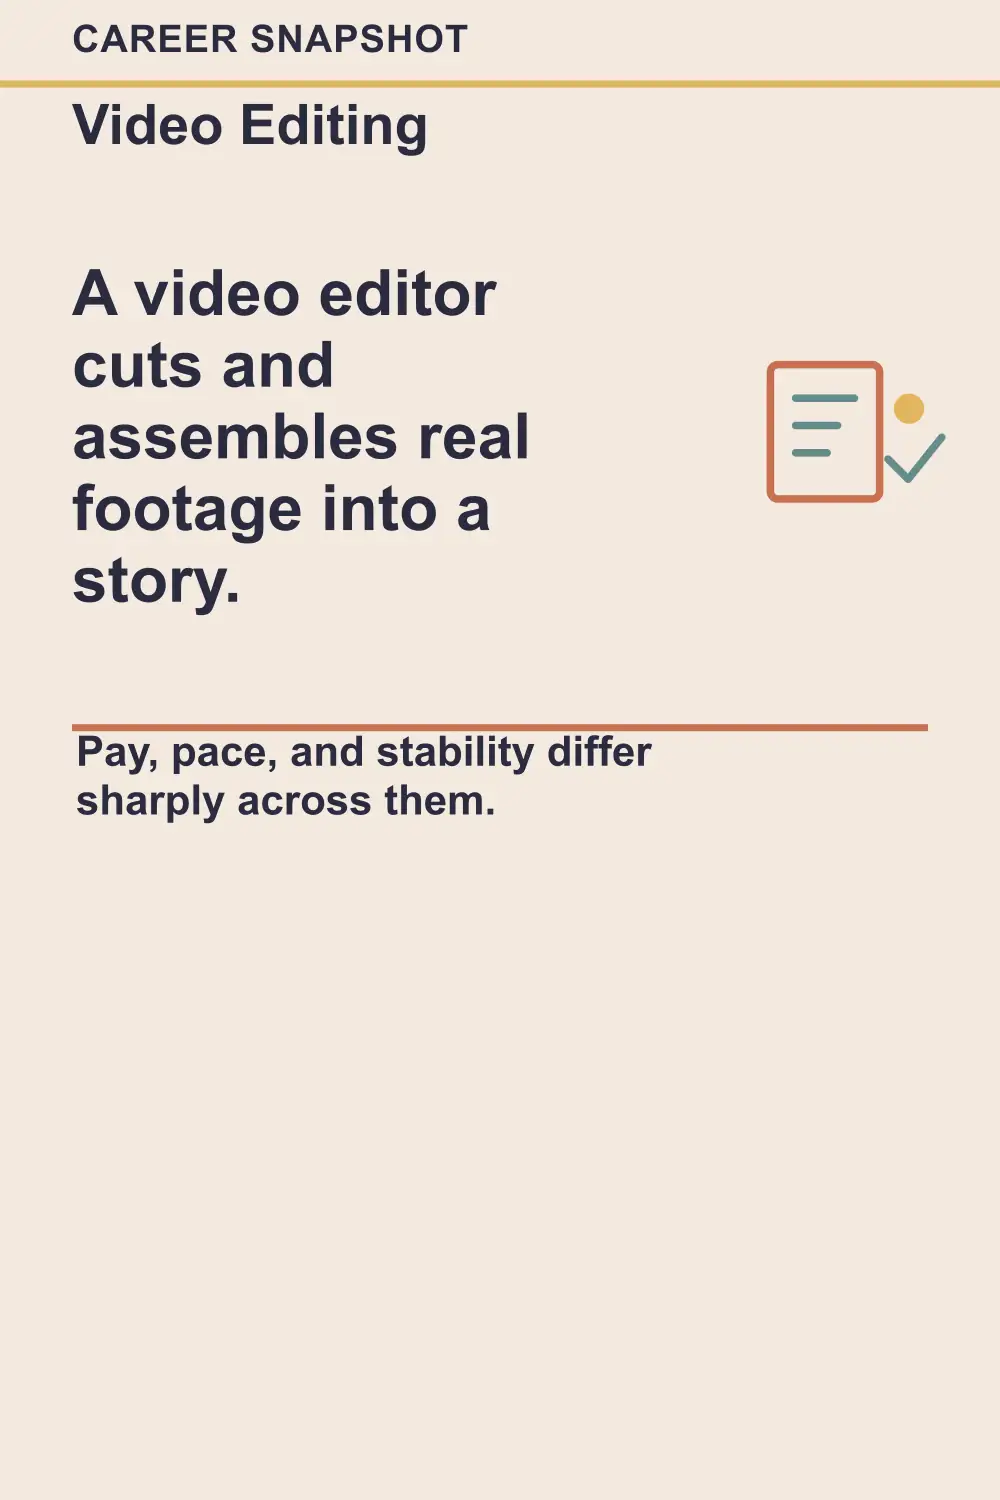 CAREER SNAPSHOT
Video Editing
A video editor
cuts and
assembles real
footage into a
story.
Pay, pace, and stability differ
sharply across them.